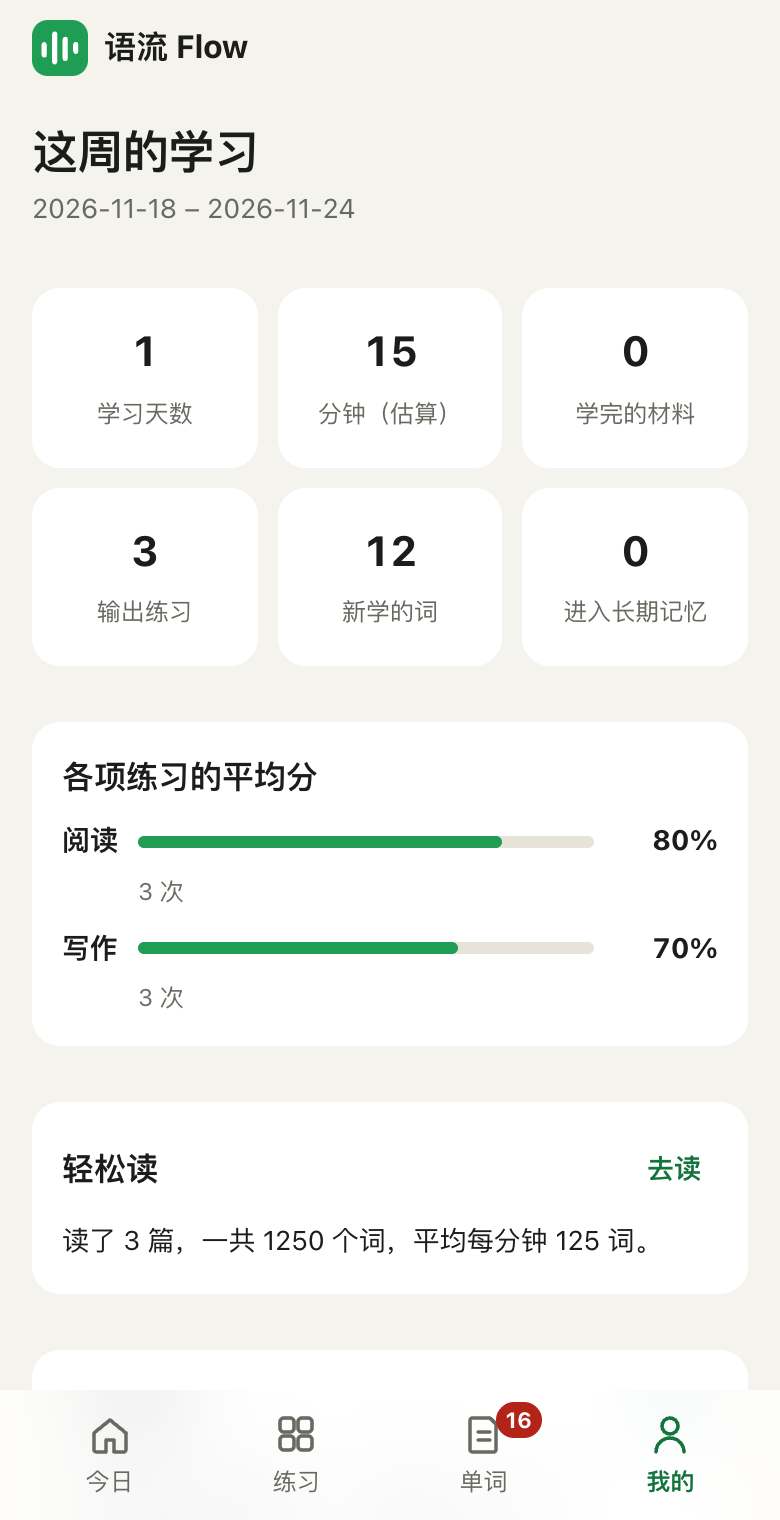 语流 Flow
这周的学习
2026-11-18 – 2026-11-24
1
学习天数
15
分钟（估算）
0
学完的材料
3
输出练习
12
新学的词
0
进入长期记忆
各项练习的平均分
阅读 80%
3 次
写作 70%
3 次
轻松读 去读
读了 3 篇，一共 1250 个词，平均每分钟 125 词。
16
今日 练习 单词 我的